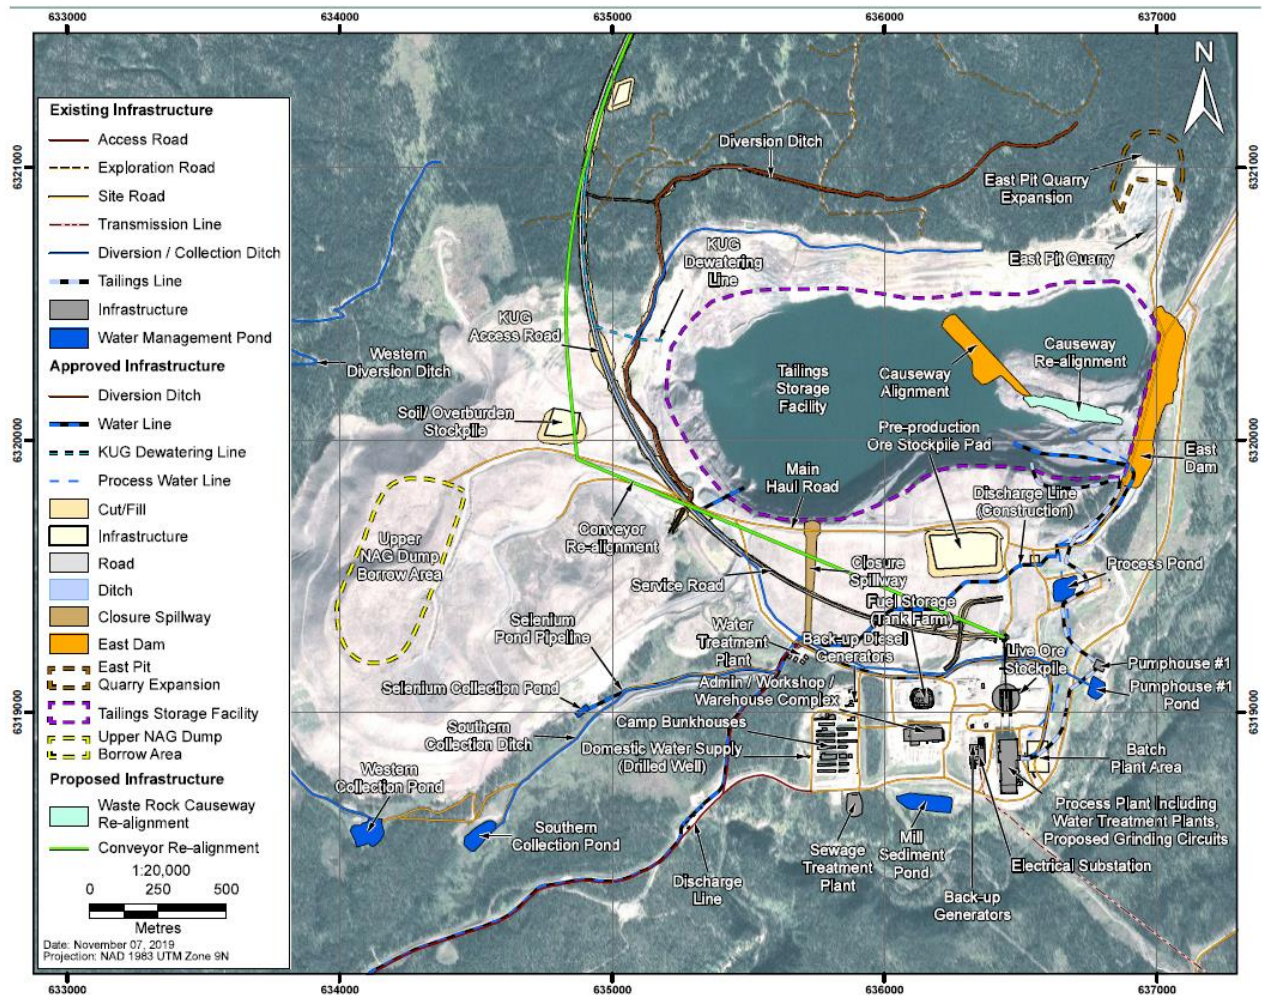 633000
634000
635000
636000
637000
6321000
6320000
6319000
N
Existing Infrastructure
Access Road
Exploration Road
Site Road
Transmission Line
Diversion / Collection Ditch
Tailings Line
Infrastructure
Water Management Pond
Approved Infrastructure
Diversion Ditch
Water Line
KUG Dewatering Line
Process Water Line
Cut/Fill
Infrastructure
Road
Ditch
Closure Spillway
East Dam
East Pit
Quarry Expansion
Tailings Storage Facility
Upper NAG Dump
Borrow Area
Proposed Infrastructure
Waste Rock Causeway
Re-alignment
Conveyor Re-alignment
1:20,000
0 250 500
Metres
Date: November 07, 2019
Projection: NAD 1983 UTM Zone 9N
Diversion Ditch
East Pit Quarry
Expansion
East Pit Quarry
KUG
Dewatering
Line
KUG
Access Road
Western
Diversion Ditch
Soil/ Overburden
Stockpile
Tailings
Storage
Facility
Causeway
Alignment
Causeway
Re-alignment
Pre-production
Ore Stockpile Pad
East
Dam
Main
Haul Road
Discharge Line
(Construction)
Upper
NAG Dump
Borrow Area
Conveyor
Re-alignment
Service Road
Closure
Spillway
Process Pond
Fuel Storage
(Tank Farm)
Selenium
Pond Pipeline
Water
Treatment
Plant
Back-up Diesel
Generators
Live Ore
Stockpile
Pumphouse #1
Pumphouse #1
Pond
Selenium Collection Pond
Admin / Workshop /
Warehouse Complex
Southern
Collection Ditch
Camp Bunkhouses
Domestic Water Supply
(Drilled Well)
Batch
Plant Area
Western
Collection Pond
Process Plant Including
Water Treatment Plants,
Proposed Grinding Circuits
Southern
Collection Pond
Sewage
Treatment
Plant
Mill
Sediment
Pond
Electrical Substation
Discharge
Line
Back-up
Generators
6321000
6320000
6319000
633000
634000
635000
636000
637000